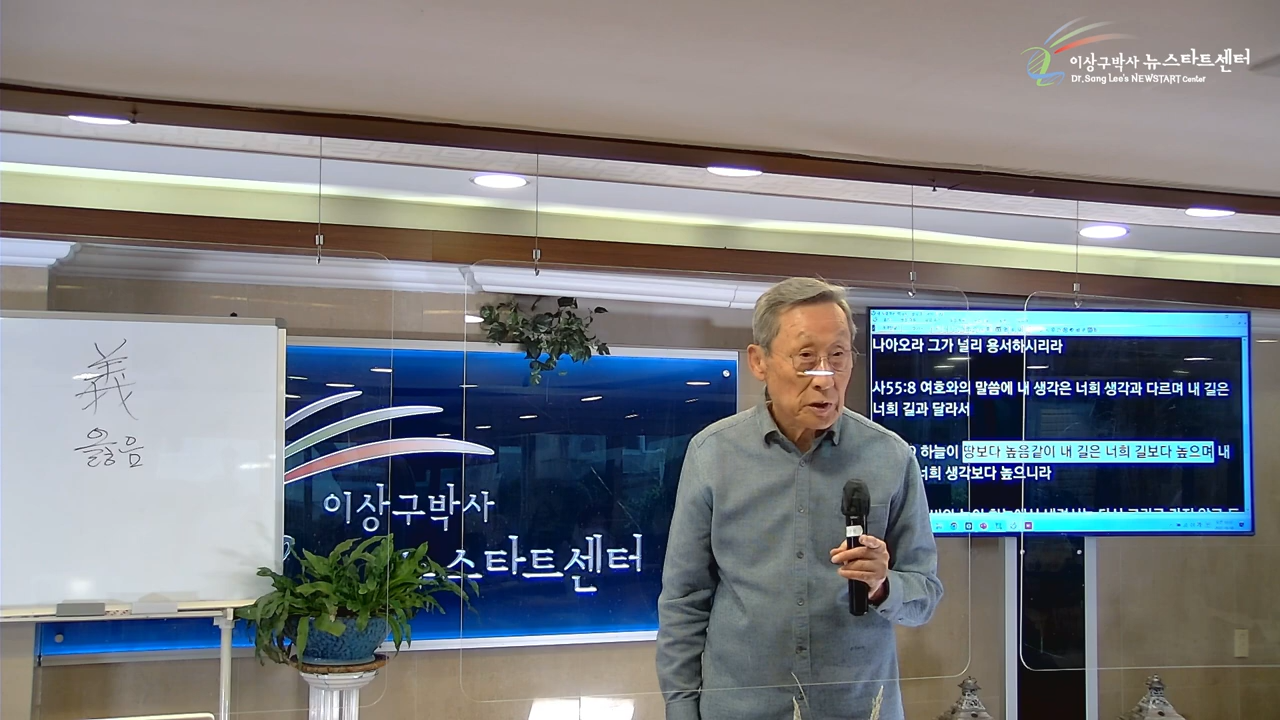 이상구박사 뉴스타트센터
Dr. Sang Lee's NEWSTART Center
義
옳음
이상구박사
스타트센터
나아오라 그가 널리 용서하시리라
사55:8 여호와의 말씀에 내 생각은 너희 생각과 다르며 내 길은
너희 길과 달라서
하늘이 땅보다 높음같이 내 길은 너희 길보다 높으며 내
너희 생각보다 높으니라